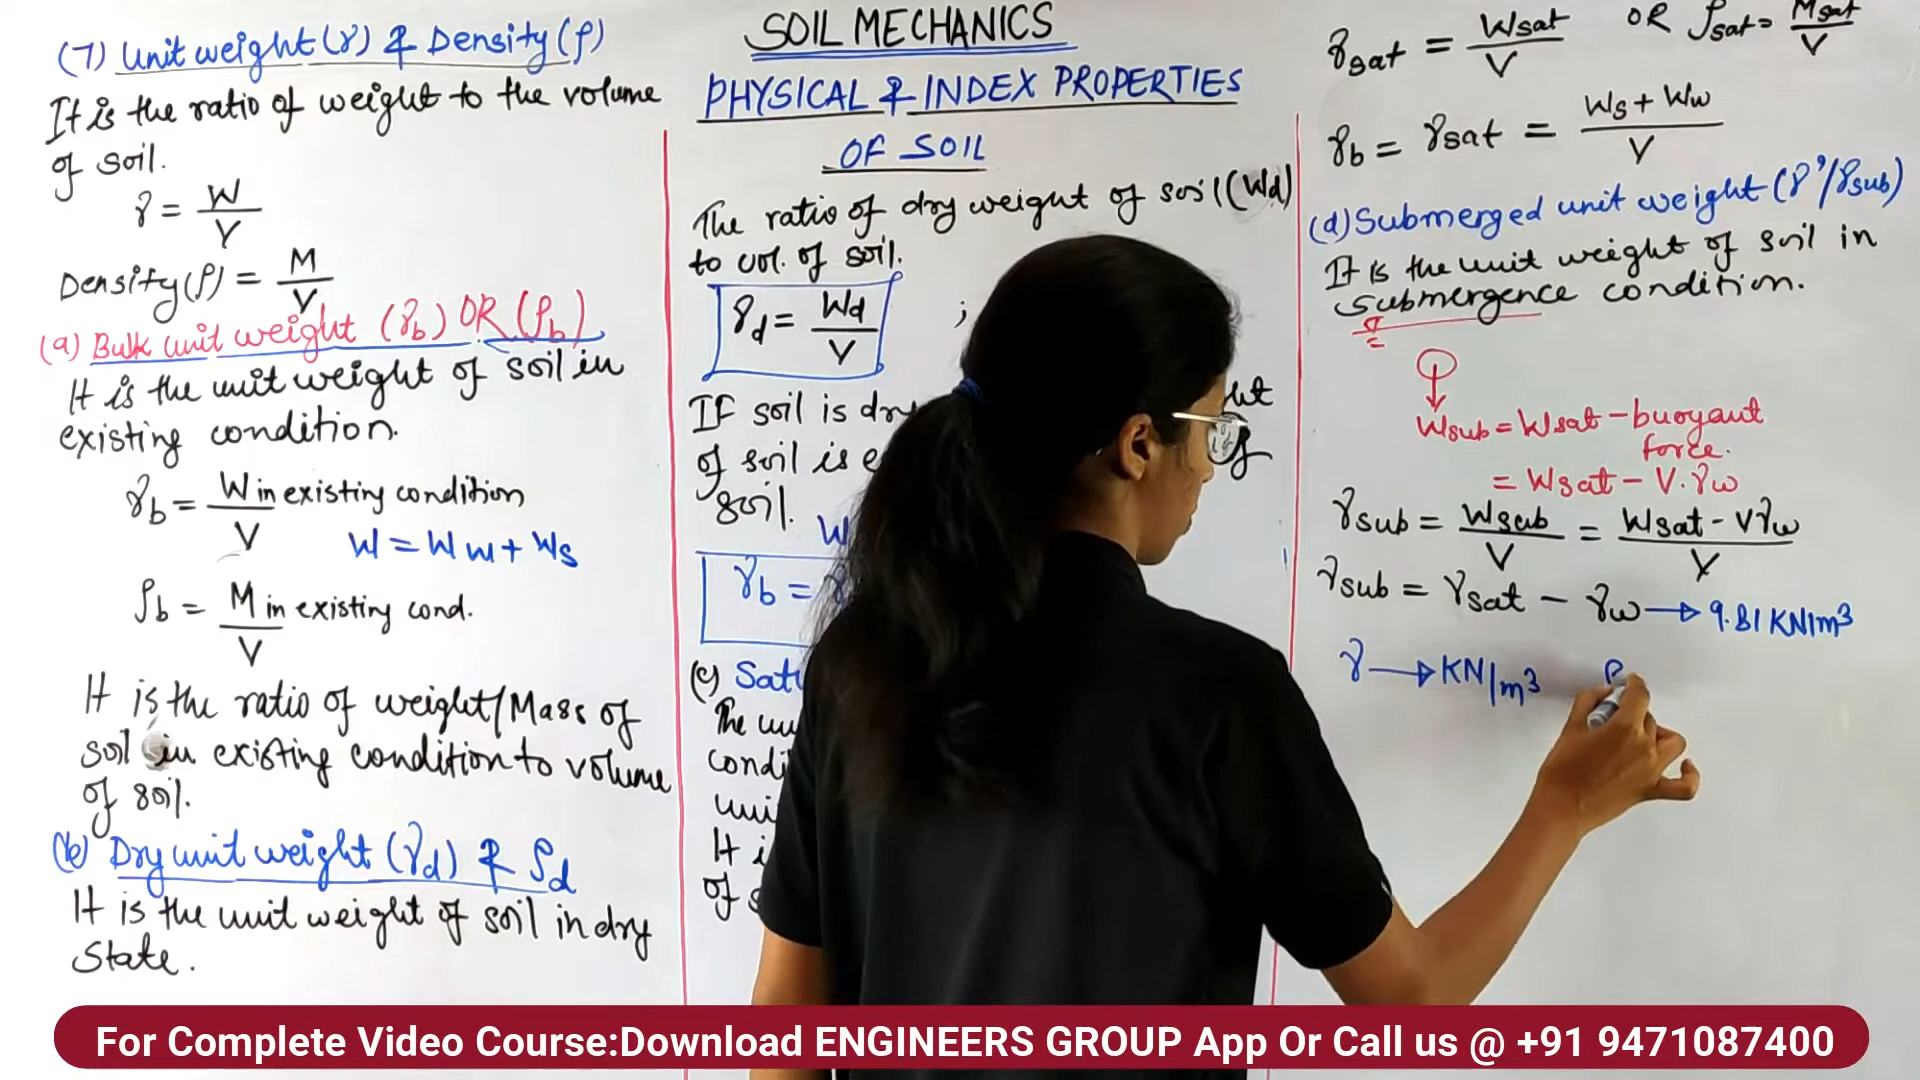 (7) Unit weight (γ) & Density (ρ)
It is the ratio of weight to the volume
of soil.
γ = W/V
Density (ρ) = M/V
(a) Bulk unit weight (γb) OR (ρb)
It is the unit weight of soil in
existing condition.
γb = W in existing condition / V
W = Ww + Ws
ρb = M in existing cond. / V
It is the ratio of weight/Mass of
soil in existing condition to volume
of soil.
(b) Dry unit weight (γd) & ρd
It is the unit weight of soil in dry
state.
SOIL MECHANICS
PHYSICAL & INDEX PROPERTIES
OF SOIL
The ratio of dry weight of soil (Wd)
to vol. of soil.
γd = Wd/V ;
If soil is
of soil is
soil.
γb =
(c)
The
of
γsat = Wsat/V OR ρsat = Msat/V
γb = γsat = Ws + Ww / V
(d) Submerged unit weight (γ'/γsub)
It is the unit weight of soil in
submergence condition.
Wsub = Wsat - buoyant
force.
= Wsat - V.γw
γsub = Wsub/V = Wsat - Vγw / V
γsub = γsat - γw → 9.81 KN/m³
γ → KN/m³
For Complete Video Course:Download ENGINEERS GROUP App Or Call us @ +91 9471087400